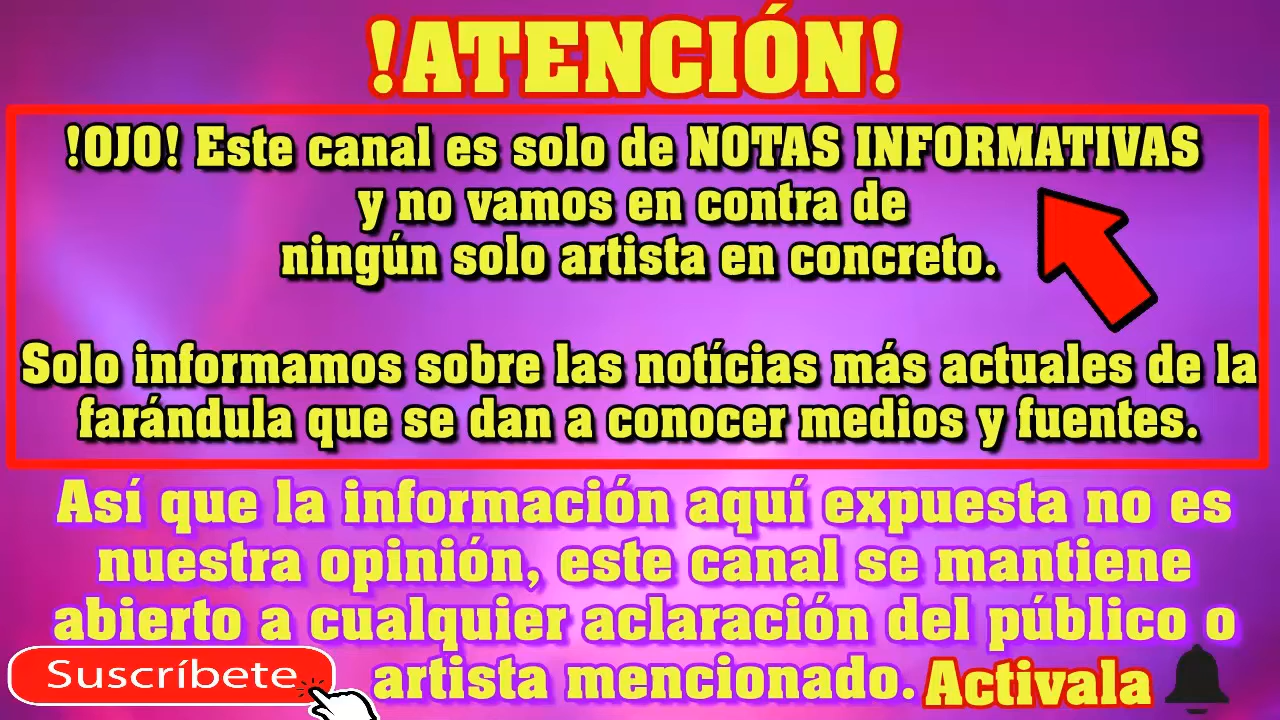 !ATENCIÓN!
!OJO! Este canal es solo de NOTAS INFORMATIVAS
y no vamos en contra de
ningún solo artista en concreto.
Solo informamos sobre las notícias más actuales de la
farándula que se dan a conocer medios y fuentes.
Así que la información aquí expuesta no es
nuestra opinión, este canal se mantiene
abierto a cualquier aclaración del público o
artista mencionado.
Suscríbete
Activala